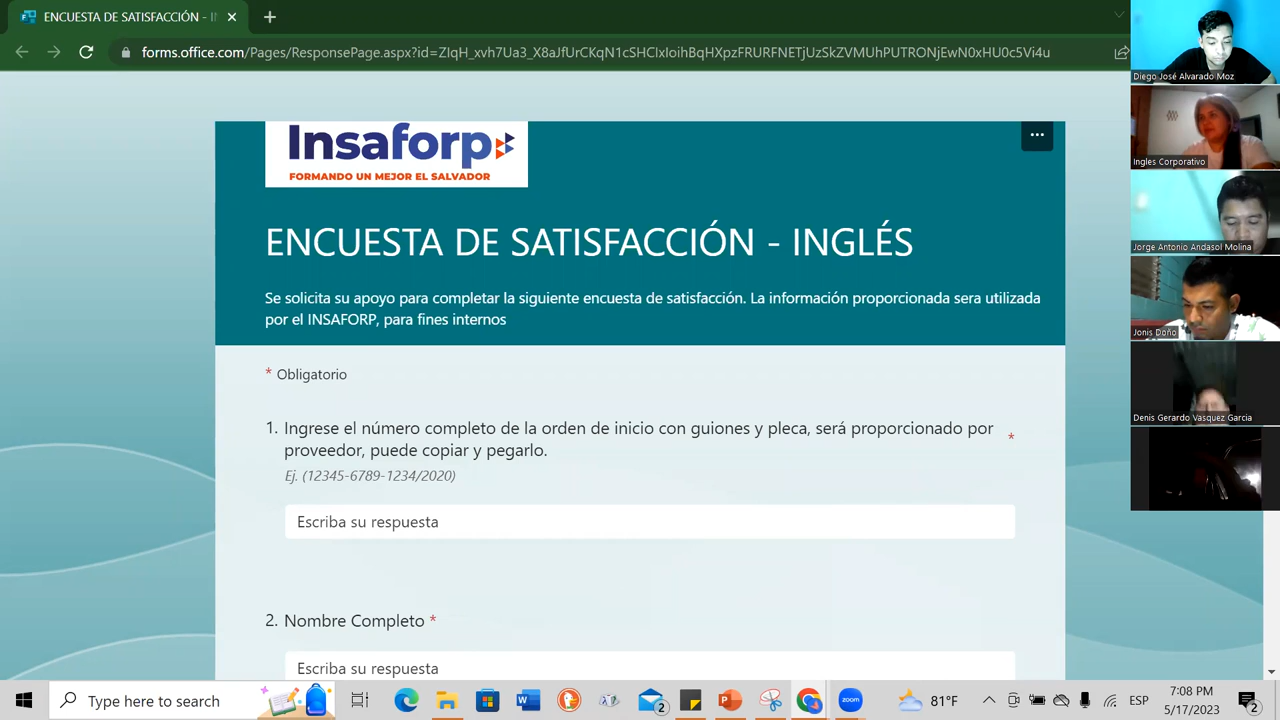 ENCUESTA DE SATISFACCIÓN - I
forms.office.com/Pages/ResponsePage.aspx?id=ZIqH_xvh7Ua3_X8aJfUrCKqN1cSHCIxIoihBqHXpzFRURFNETjUzSkZVMUhPUTRONjEwN0xHU0c5Vi4u
Insaforp
FORMANDO UN MEJOR EL SALVADOR
ENCUESTA DE SATISFACCIÓN - INGLÉS
Se solicita su apoyo para completar la siguiente encuesta de satisfacción. La información proporcionada sera utilizada
por el INSAFORP, para fines internos
* Obligatorio
1. Ingrese el número completo de la orden de inicio con guiones y pleca, será proporcionado por *
proveedor, puede copiar y pegarlo.
Ej. (12345-6789-1234/2020)
Escriba su respuesta
2. Nombre Completo *
Escriba su respuesta
Diego José Alvarado Moz
Ingles Corporativo
Jorge Antonio Andasol Molina
Jonis Doño
Denis Gerardo Vasquez Garcia
Type here to search
2
zoom
81°F
ESP
7:08 PM
5/17/2023
2